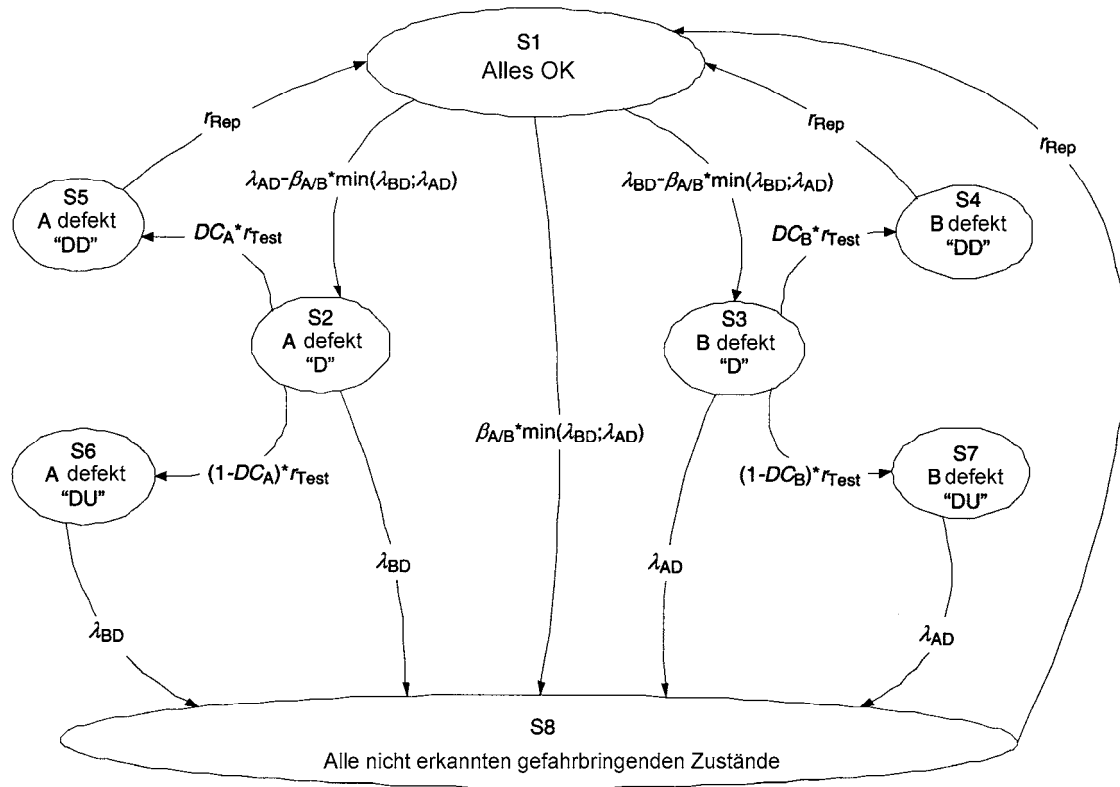 S1
Alles OK
r_Rep
r_Rep
r_Rep
λ_AD-β_A/B*min(λ_BD;λ_AD)
λ_BD-β_A/B*min(λ_BD;λ_AD)
S5
A defekt
"DD"
DC_A*r_Test
DC_B*r_Test
S4
B defekt
"DD"
S2
A defekt
"D"
S3
B defekt
"D"
β_A/B*min(λ_BD;λ_AD)
S6
A defekt
"DU"
(1-DC_A)*r_Test
(1-DC_B)*r_Test
S7
B defekt
"DU"
λ_BD
λ_AD
λ_BD
λ_AD
S8
Alle nicht erkannten gefahrbringenden Zustände